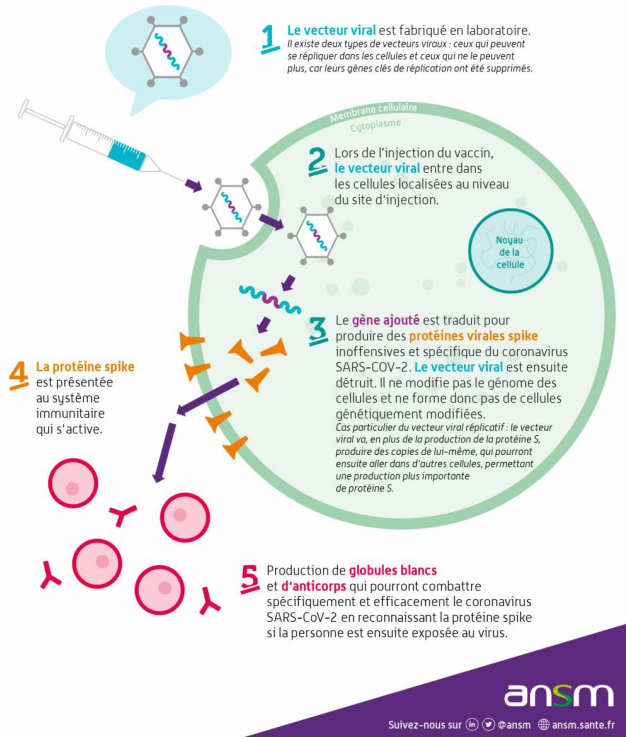 1 Le vecteur viral est fabriqué en laboratoire.
Il existe deux types de vecteurs viraux : ceux qui peuvent
se répliquer dans les cellules et ceux qui ne le peuvent
plus, car leurs gènes clés de réplication ont été supprimés.
Membrane cellulaire
Cytoplasme
2 Lors de l'injection du vaccin,
le vecteur viral entre dans
les cellules localisées au niveau
du site d'injection.
Noyau
de la
cellule
3 Le gène ajouté est traduit pour
produire des protéines virales spike
inoffensives et spécifique du coronavirus
SARS-COV-2. Le vecteur viral est ensuite
détruit. Il ne modifie pas le génome des
cellules et ne forme donc pas de cellules
génétiquement modifiées.
Cas particulier du vecteur viral réplicatif : le vecteur
viral va, en plus de la production de la protéine S,
produire des copies de lui-même, qui pourront
ensuite aller dans d'autres cellules, permettant
une production plus importante
de protéine S.
4 La protéine spike
est présentée
au système
immunitaire
qui s'active.
5 Production de globules blancs
et d'anticorps qui pourront combattre
spécifiquement et efficacement le coronavirus
SARS-CoV-2 en reconnaissant la protéine spike
si la personne est ensuite exposée au virus.
ansm
Suivez-nous sur in @ansm ansm.sante.fr